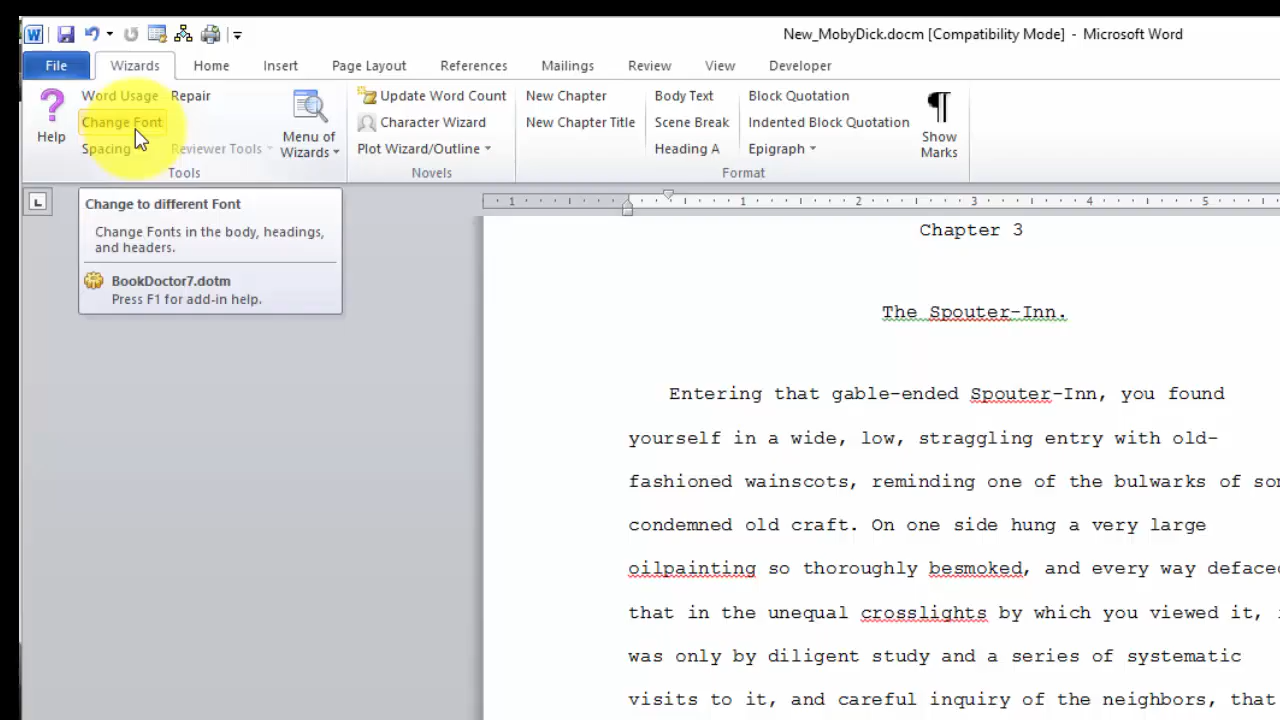 New_MobyDick.docm [Compatibility Mode] - Microsoft Word
File Wizards Home Insert Page Layout References Mailings Review View Developer
Word Usage Repair
Change Font
Spacing Reviewer Tools
Help
Menu of
Wizards
Tools
Update Word Count
Character Wizard
Plot Wizard/Outline
Novels
New Chapter
New Chapter Title
Body Text
Scene Break
Heading A
Block Quotation
Indented Block Quotation
Epigraph
Show
Marks
Format
Change to different Font
Change Fonts in the body, headings,
and headers.
BookDoctor7.dotm
Press F1 for add-in help.
1 1 2 3 4 5
Chapter 3
The Spouter-Inn.
Entering that gable-ended Spouter-Inn, you found
yourself in a wide, low, straggling entry with old-
fashioned wainscots, reminding one of the bulwarks of
condemned old craft. On one side hung a very large
oilpainting so thoroughly besmoked, and every way deface
that in the unequal crosslights by which you viewed it,
was only by diligent study and a series of systematic
visits to it, and careful inquiry of the neighbors, that